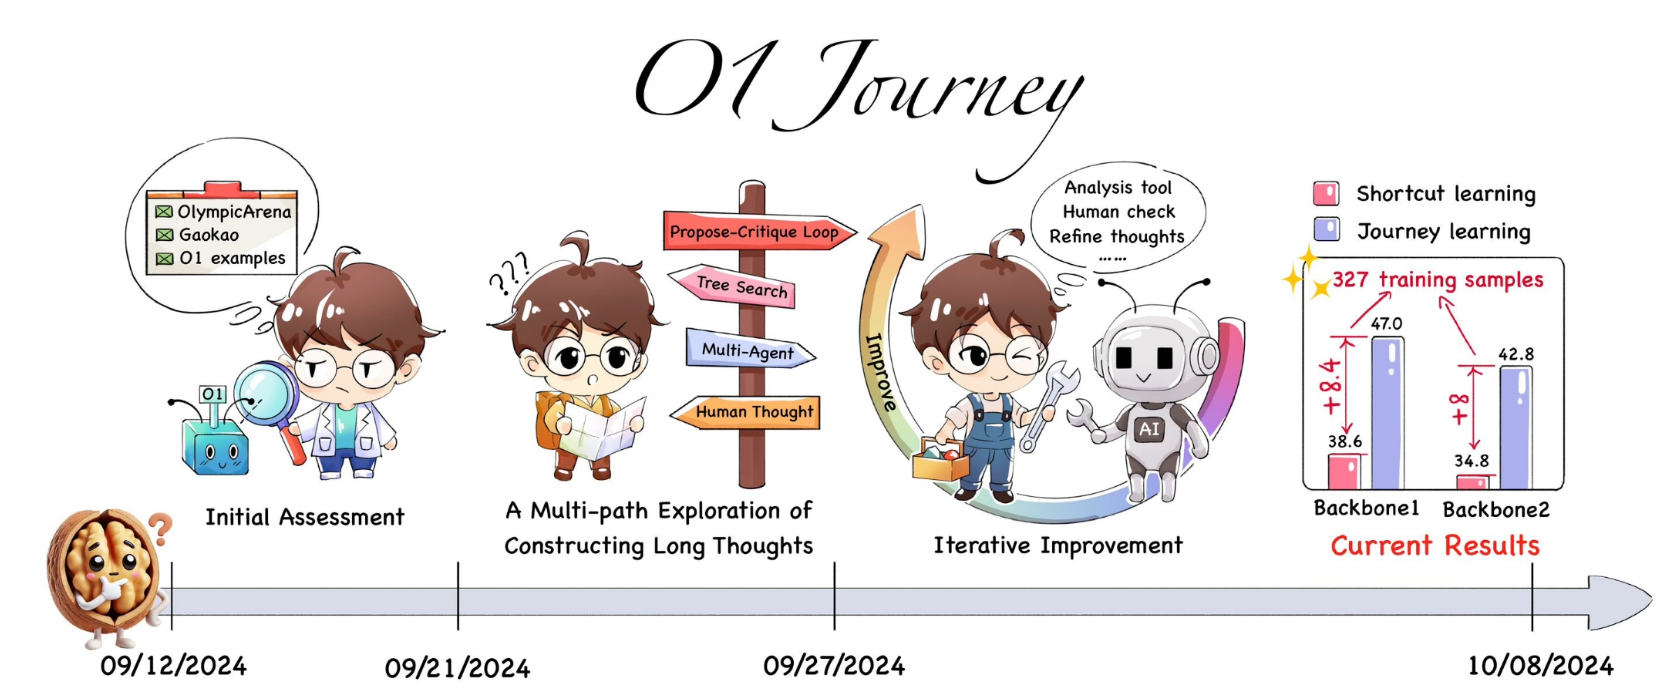 O1 Journey
OlympicArena
Gaokao
O1 examples
O1
Initial Assessment
???
Propose-Critique Loop
Tree Search
Multi-Agent
Human Thought
A Multi-path Exploration of
Constructing Long Thoughts
Improve
Analysis tool
Human check
Refine thoughts
......
AI
Iterative Improvement
Shortcut learning
Journey learning
327 training samples
47.0
+8.4
38.6
42.8
+8
34.8
Backbone1
Backbone2
Current Results
?
09/12/2024
09/21/2024
09/27/2024
10/08/2024